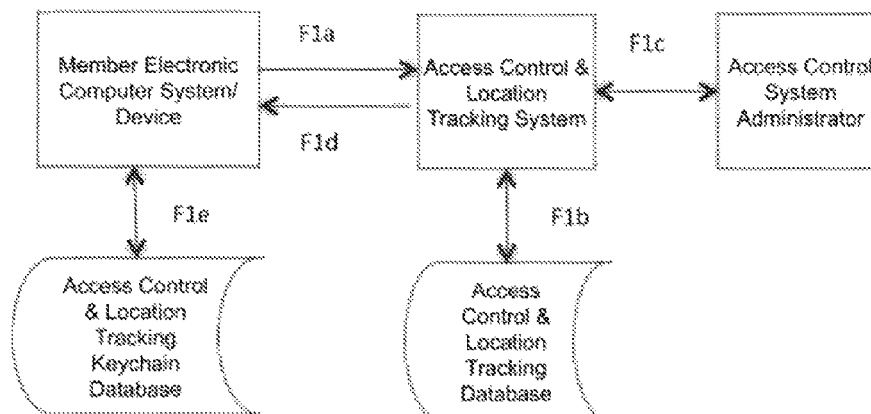 F1a
Member Electronic
Computer System/
Device
Access Control &
Location
Tracking System
F1c
Access Control
System
Administrator
F1d
F1e
F1b
Access Control
& Location
Tracking
Keychain
Database
Access
Control &
Location
Tracking
Database